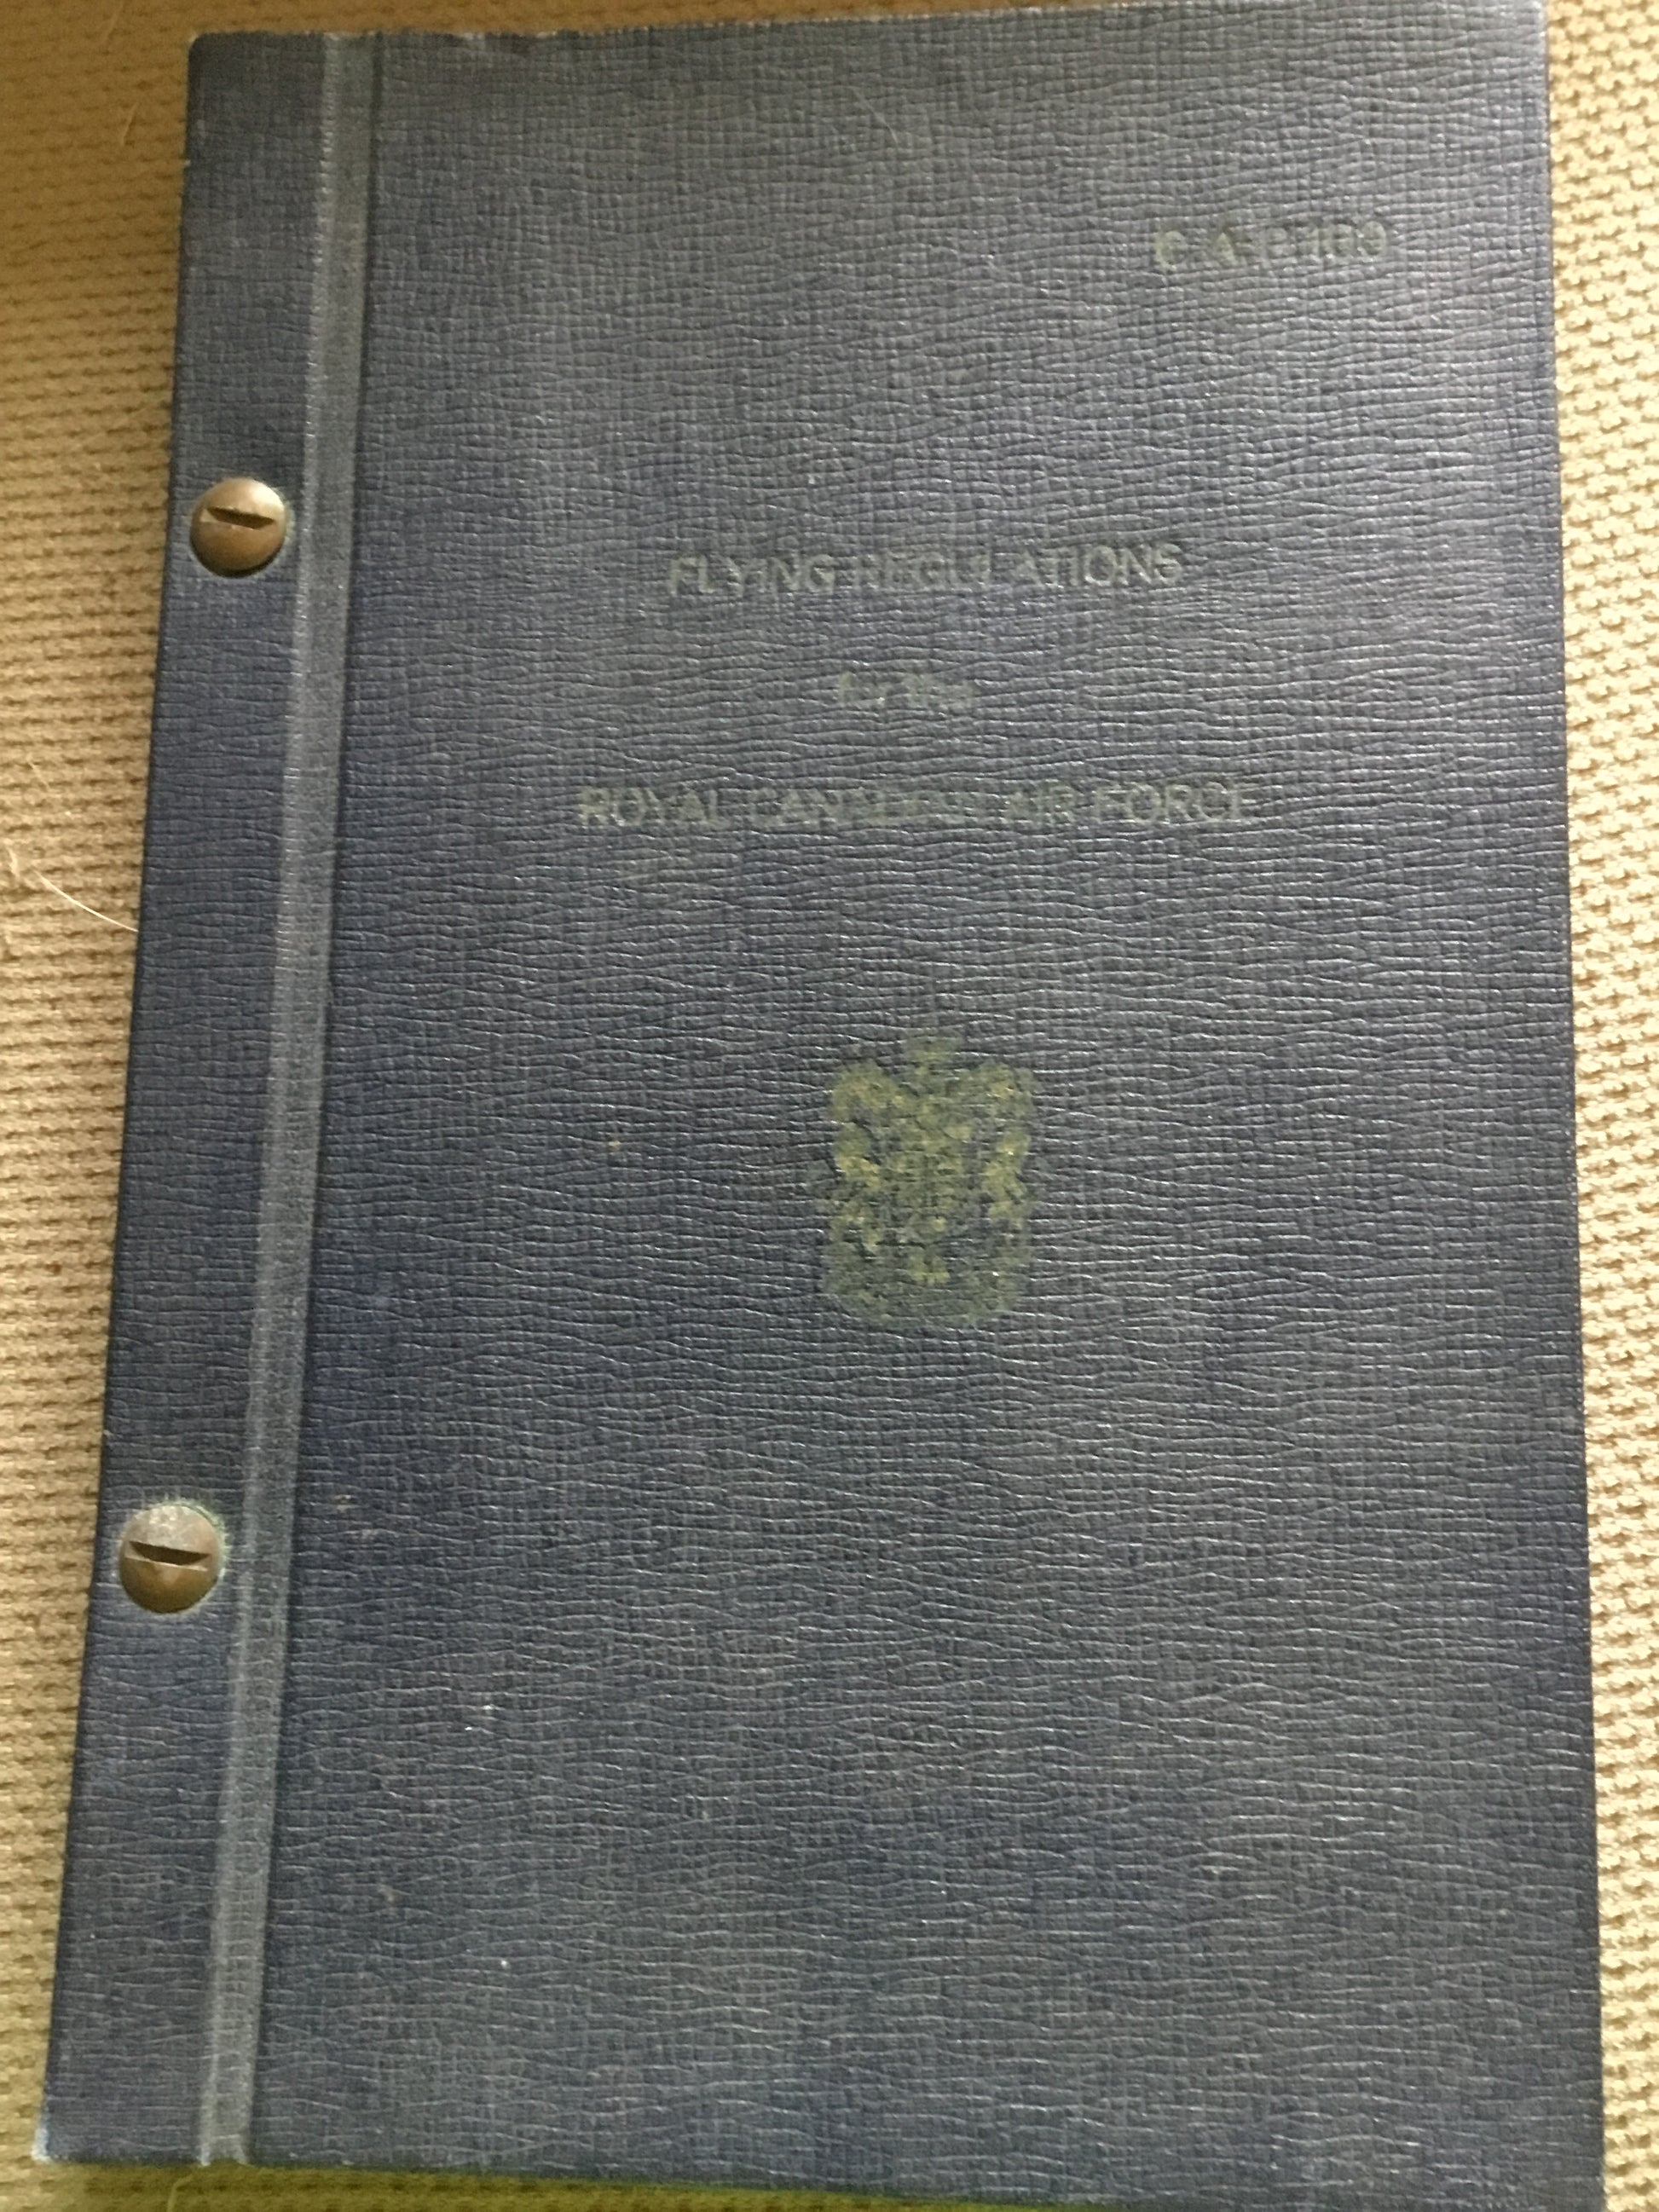 C.A.P. 100
FLYING REGULATIONS
for the
ROYAL CANADIAN AIR FORCE